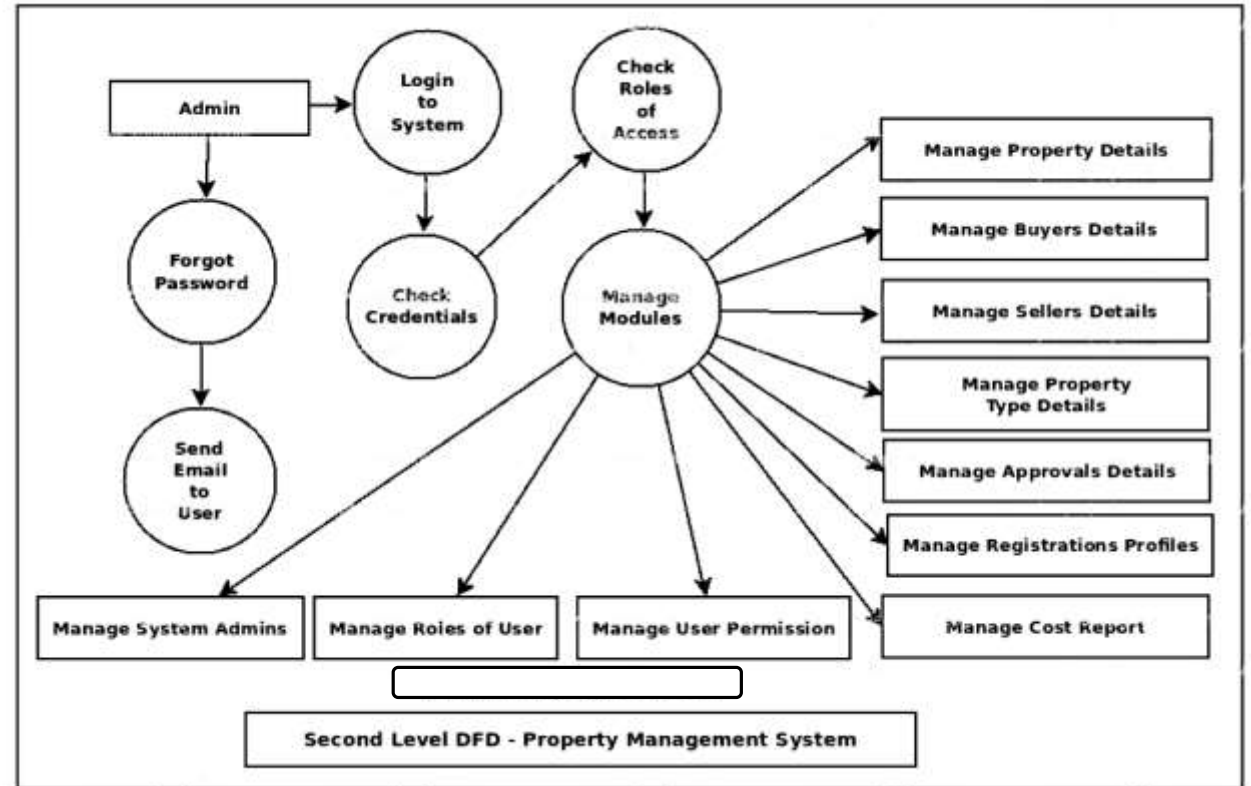 Admin
Login
to
System
Check
Roles
of
Access
Forgot
Password
Check
Credentials
Manage
Modules
Send
Email
to
User
Manage Property Details
Manage Buyers Details
Manage Sellers Details
Manage Property
Type Details
Manage Approvals Details
Manage Registrations Profiles
Manage Cost Report
Manage System Admins
Manage Roles of User
Manage User Permission
Second Level DFD - Property Management System